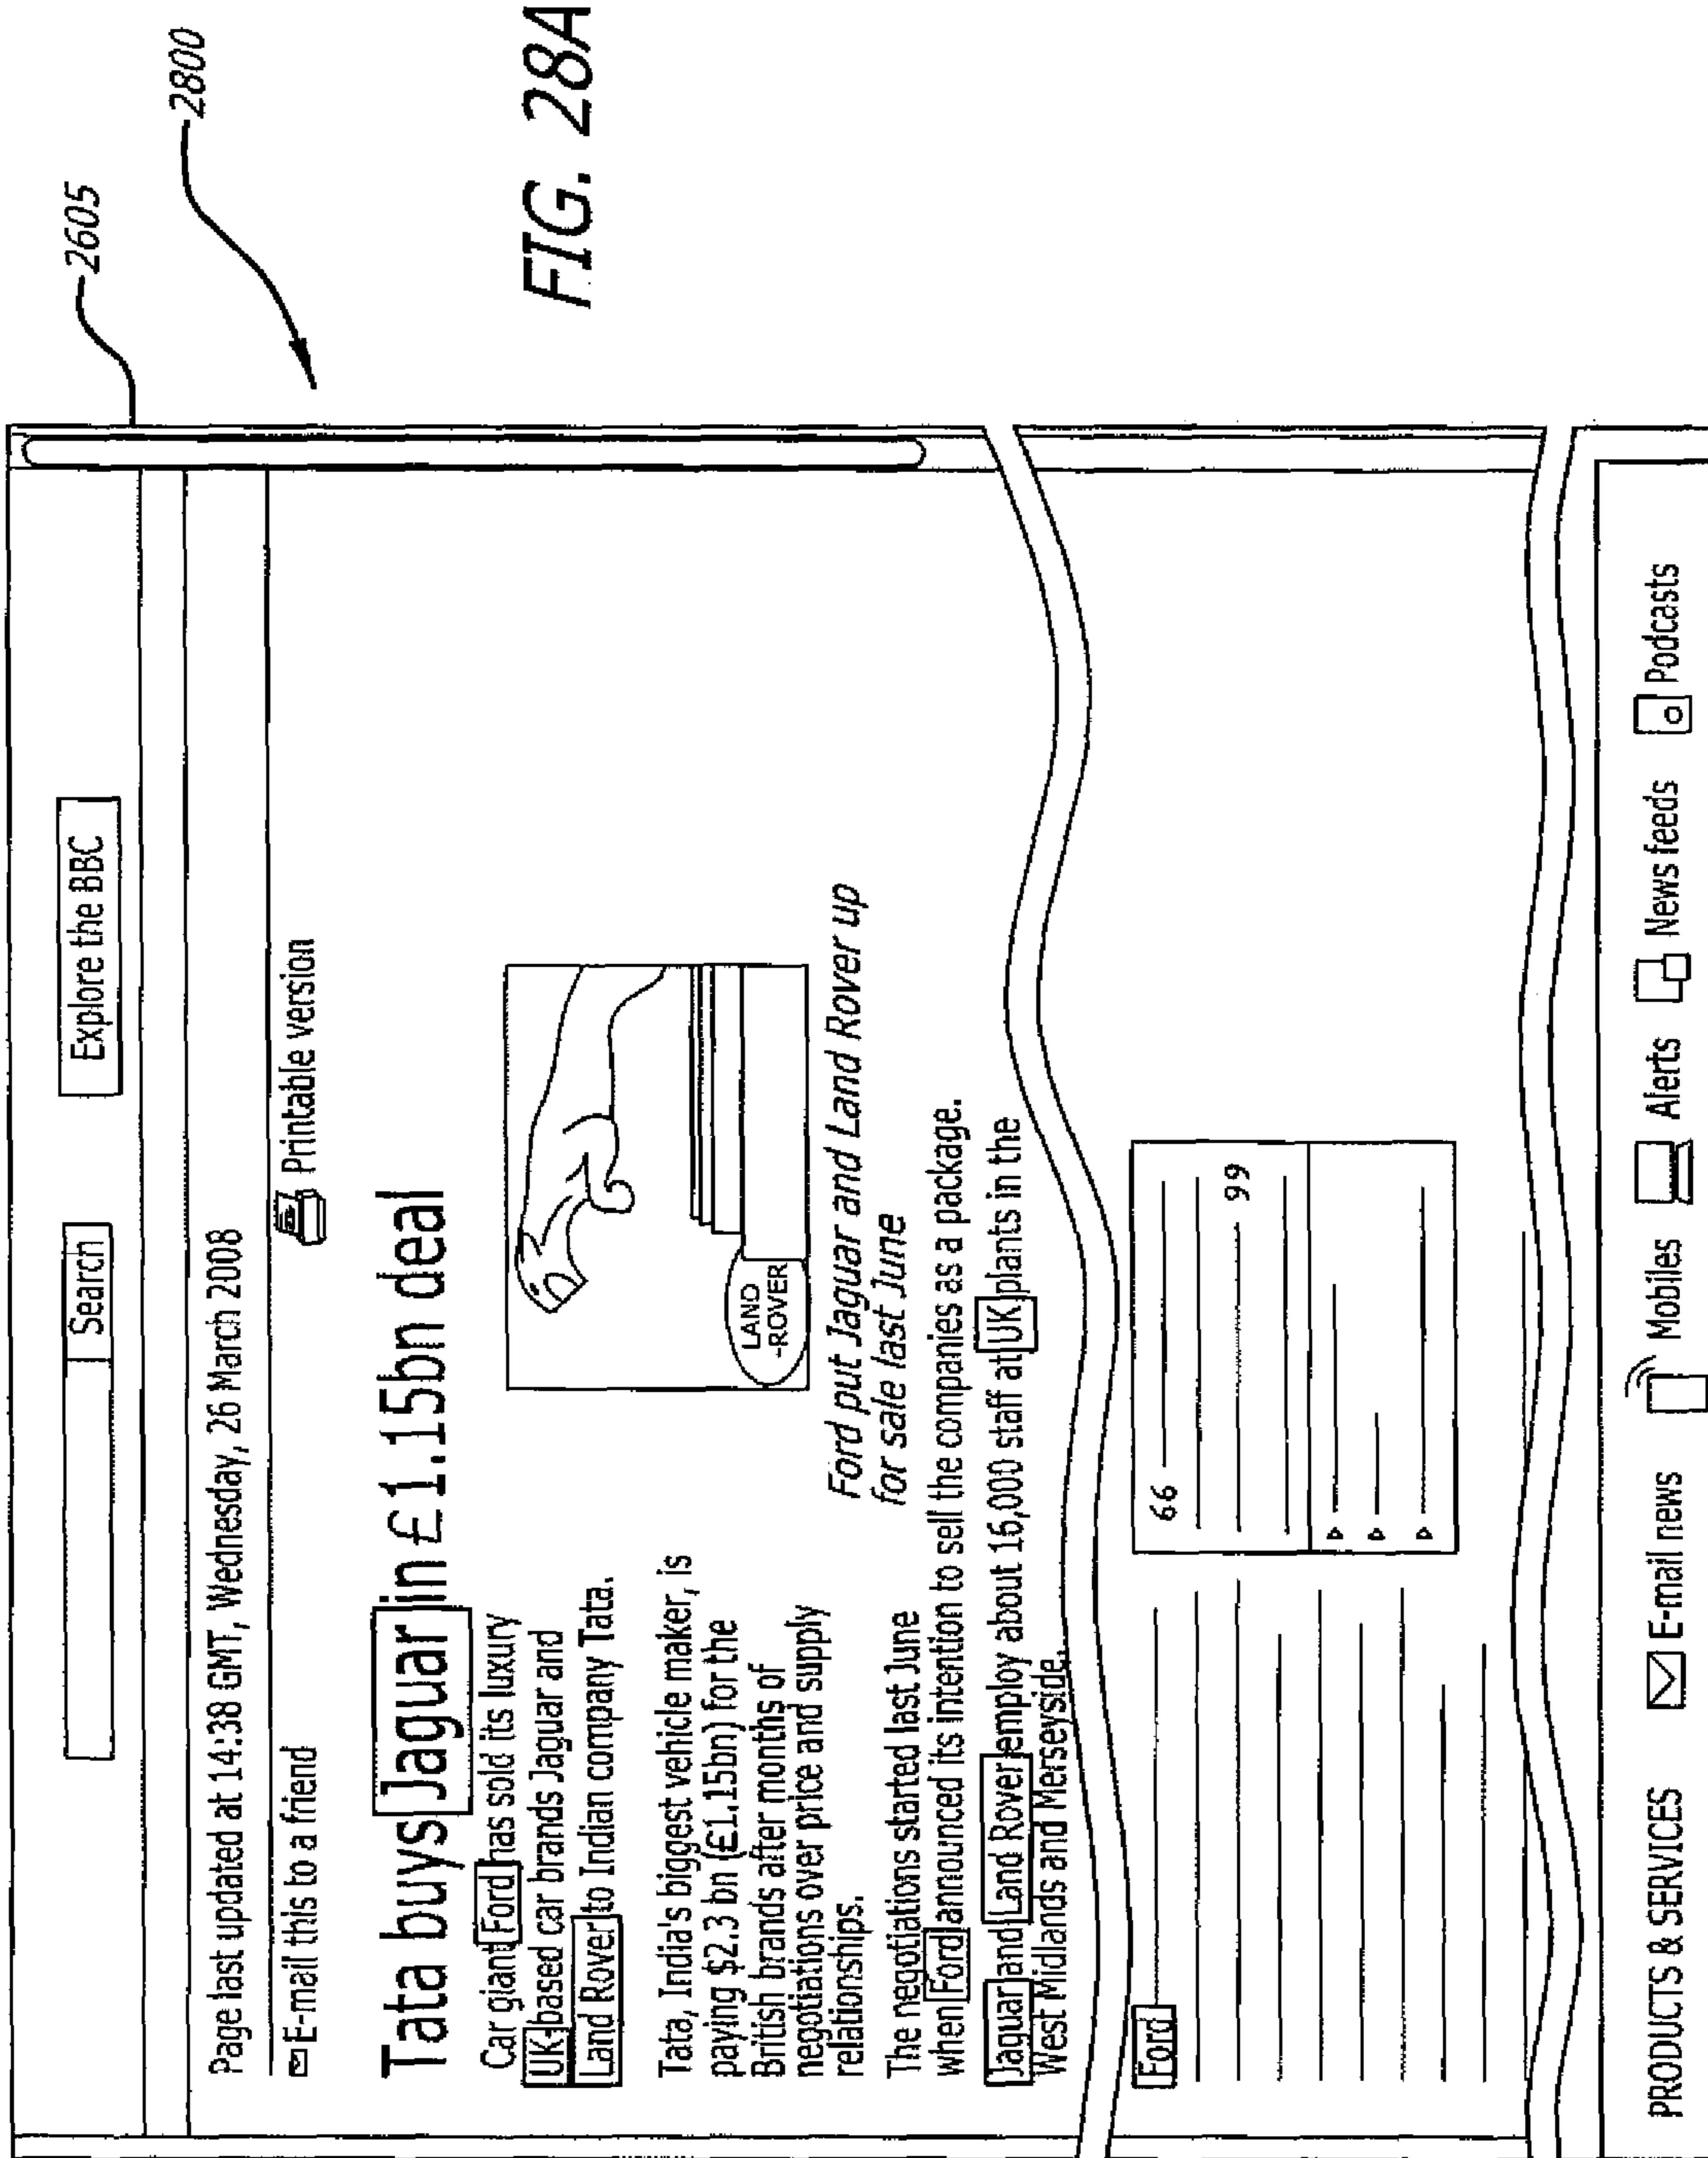 2605
2800
FIG. 28A
Search
Explore the BBC
Page last updated at 14:38 GMT, Wednesday, 26 March 2008
E-mail this to a friend
Printable version
Tata buys Jaguar in £1.15bn deal
Car giant Ford has sold its luxury
UK-based car brands Jaguar and
Land Rover to Indian company Tata.
LAND
-ROVER
Ford put Jaguar and Land Rover up
for sale last June
Tata, India's biggest vehicle maker, is
paying $2.3 bn (£1.15bn) for the
British brands after months of
negotiations over price and supply
relationships.
The negotiations started last June
when Ford announced its intention to sell the companies as a package.
Jaguar and Land Rover employ about 16,000 staff at UK plants in the
West Midlands and Merseyside.
Ford
66
99
PRODUCTS & SERVICES
E-mail news
Mobiles
Alerts
News feeds
Podcasts